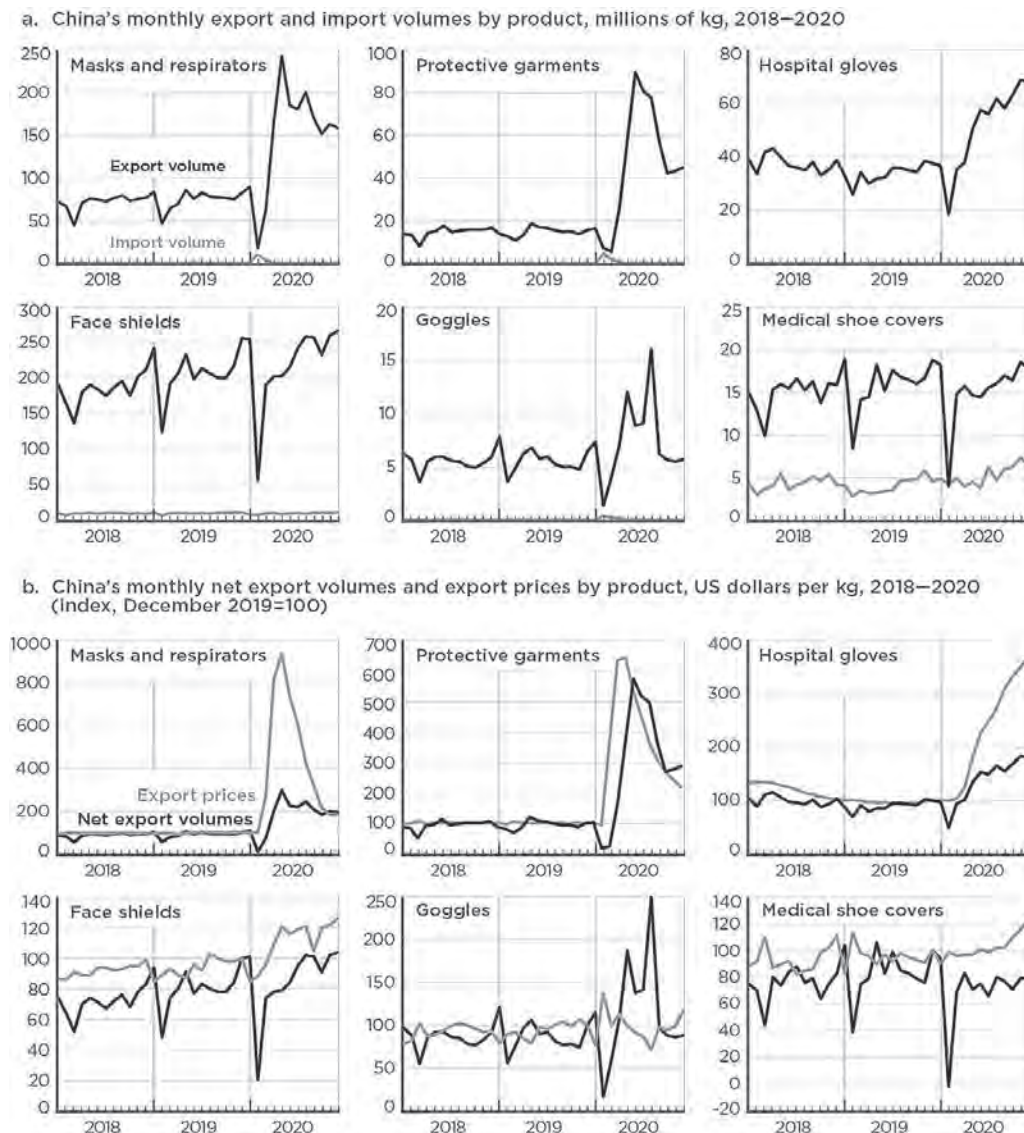 a. China's monthly export and import volumes by product, millions of kg, 2018–2020
250 Masks and respirators 100 Protective garments 80 Hospital gloves
200 80 60
150 60
Export volume 40
100 40
50 20 20
Import volume
0 0 0
2018 2019 2020 2018 2019 2020 2018 2019 2020
300 Face shields 20 Goggles 25 Medical shoe covers
250 15 20
200 15
150 10
100 10
50 5 5
0 0 0
2018 2019 2020 2018 2019 2020 2018 2019 2020
b. China's monthly net export volumes and export prices by product, US dollars per kg, 2018–2020
(index, December 2019=100)
1000 Masks and respirators 700 Protective garments 400 Hospital gloves
800 600 300
600 500
400 400 200
300
Export prices
200 200 100
Net export volumes 100
0 0 0
2018 2019 2020 2018 2019 2020 2018 2019 2020
140 Face shields 250 Goggles 140 Medical shoe covers
120 200 120
100 100
80 150 80
60 60
100 40
40 20
20 50 0
0 0 -20
2018 2019 2020 2018 2019 2020 2018 2019 2020